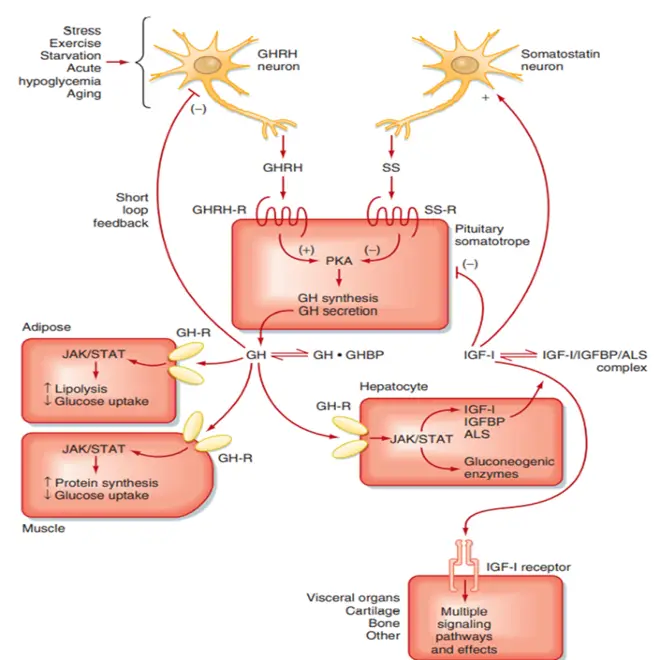 Stress
Exercise
Starvation
Acute
hypoglycemia
Aging
GHRH
neuron
(−)
Somatostatin
neuron
+
GHRH
SS
Short
loop
feedback
GHRH-R
SS-R
Pituitary
somatotrope
(+)
(−)
PKA
(−)
GH synthesis
GH secretion
Adipose
GH-R
JAK/STAT
↑ Lipolysis
↓ Glucose uptake
GH ⇌ GH • GHBP
IGF-I ⇌ IGF-I/IGFBP/ALS
complex
Hepatocyte
GH-R
JAK/STAT
IGF-I
IGFBP
ALS
Gluconeogenic
enzymes
JAK/STAT
GH-R
↑ Protein synthesis
↓ Glucose uptake
Muscle
IGF-I receptor
Visceral organs
Cartilage
Bone
Other
Multiple
signaling
pathways
and effects